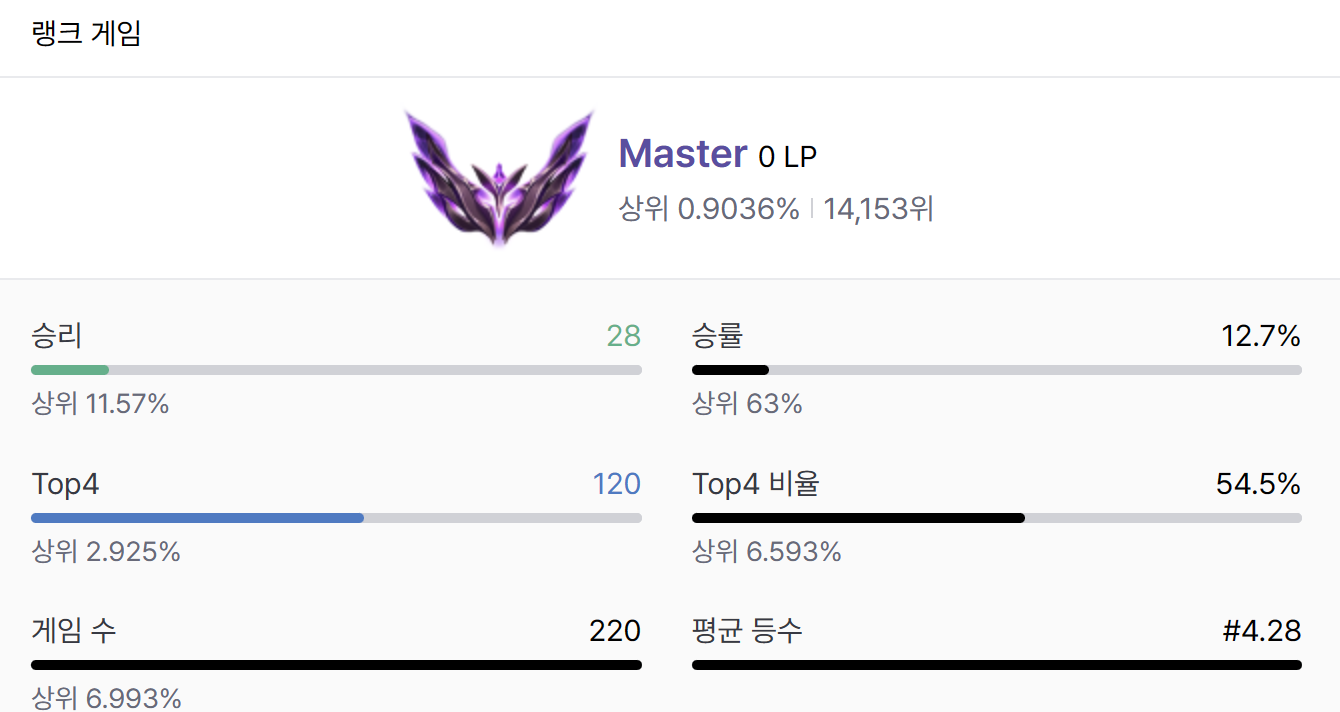 랭크 게임
Master 0 LP
상위 0.9036% | 14,153위
승리 28
상위 11.57%
승률 12.7%
상위 63%
Top4 120
상위 2.925%
Top4 비율 54.5%
상위 6.593%
게임 수 220
상위 6.993%
평균 등수 #4.28